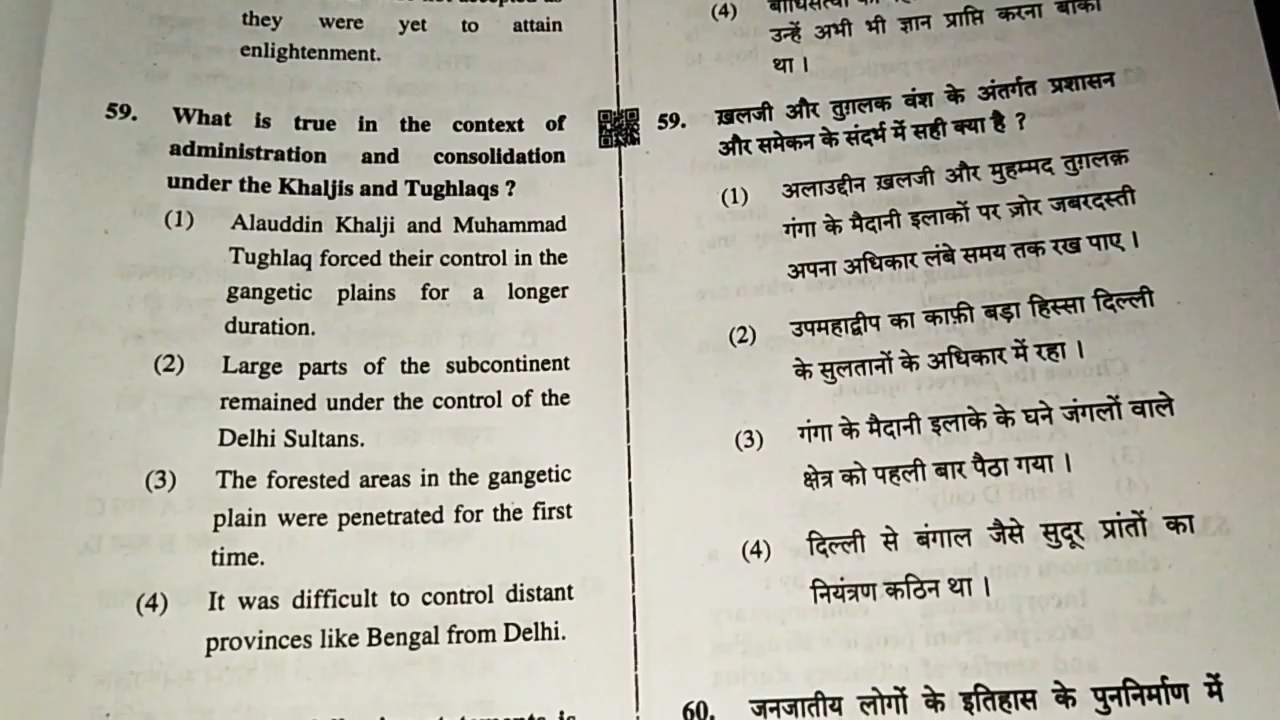 they were yet to attain
enlightenment.
59. What is true in the context of
administration and consolidation
under the Khaljis and Tughlaqs ?
(1) Alauddin Khalji and Muhammad
Tughlaq forced their control in the
gangetic plains for a longer
duration.
(2) Large parts of the subcontinent
remained under the control of the
Delhi Sultans.
(3) The forested areas in the gangetic
plain were penetrated for the first
time.
(4) It was difficult to control distant
provinces like Bengal from Delhi.
(4)
उन्हें अभी भी ज्ञान प्राप्ति करना बाकी
था ।
59. ख़लजी और तुग़लक वंश के अंतर्गत प्रशासन
और समेकन के संदर्भ में सही क्या है ?
(1) अलाउद्दीन ख़लजी और मुहम्मद तुग़लक़
गंगा के मैदानी इलाकों पर ज़ोर जबरदस्ती
अपना अधिकार लंबे समय तक रख पाए ।
(2) उपमहाद्वीप का काफ़ी बड़ा हिस्सा दिल्ली
के सुलतानों के अधिकार में रहा ।
(3) गंगा के मैदानी इलाके के घने जंगलों वाले
क्षेत्र को पहली बार पैठा गया ।
(4) दिल्ली से बंगाल जैसे सुदूर प्रांतों का
नियंत्रण कठिन था ।
60. जनजातीय लोगों के इतिहास के पुननिर्माण में